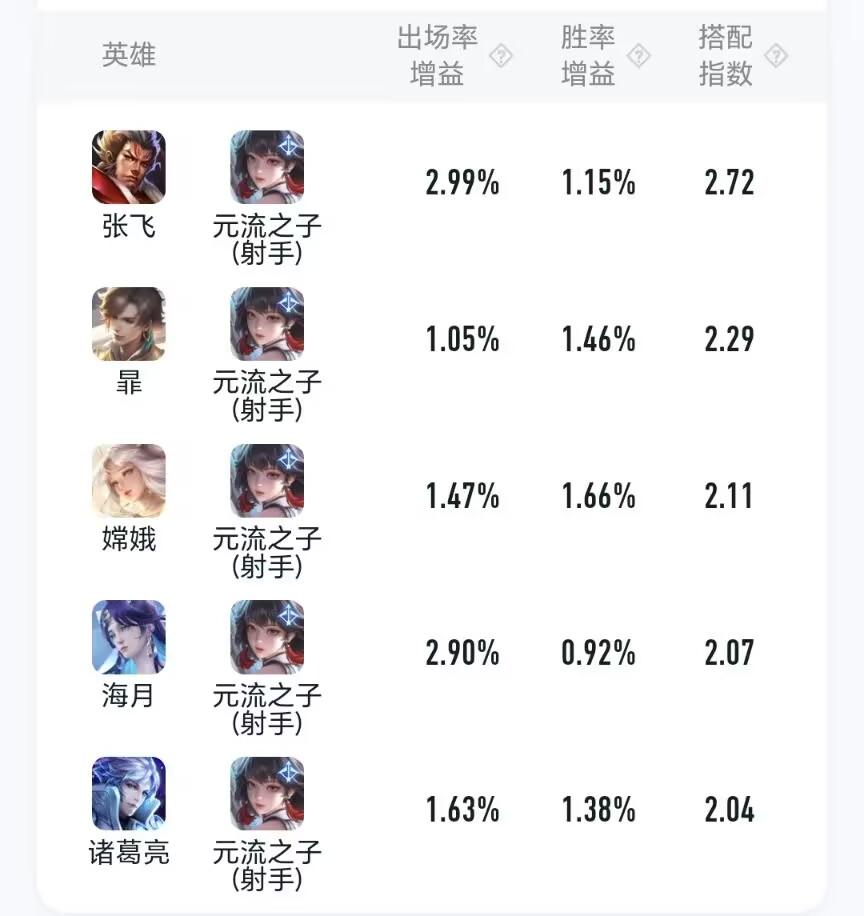 英雄
出场率
增益
?
胜率
增益
?
搭配
指数
?
张飞
元流之子
(射手)
2.99%
1.15%
2.72
暃
元流之子
(射手)
1.05%
1.46%
2.29
嫦娥
元流之子
(射手)
1.47%
1.66%
2.11
海月
元流之子
(射手)
2.90%
0.92%
2.07
诸葛亮
元流之子
(射手)
1.63%
1.38%
2.04